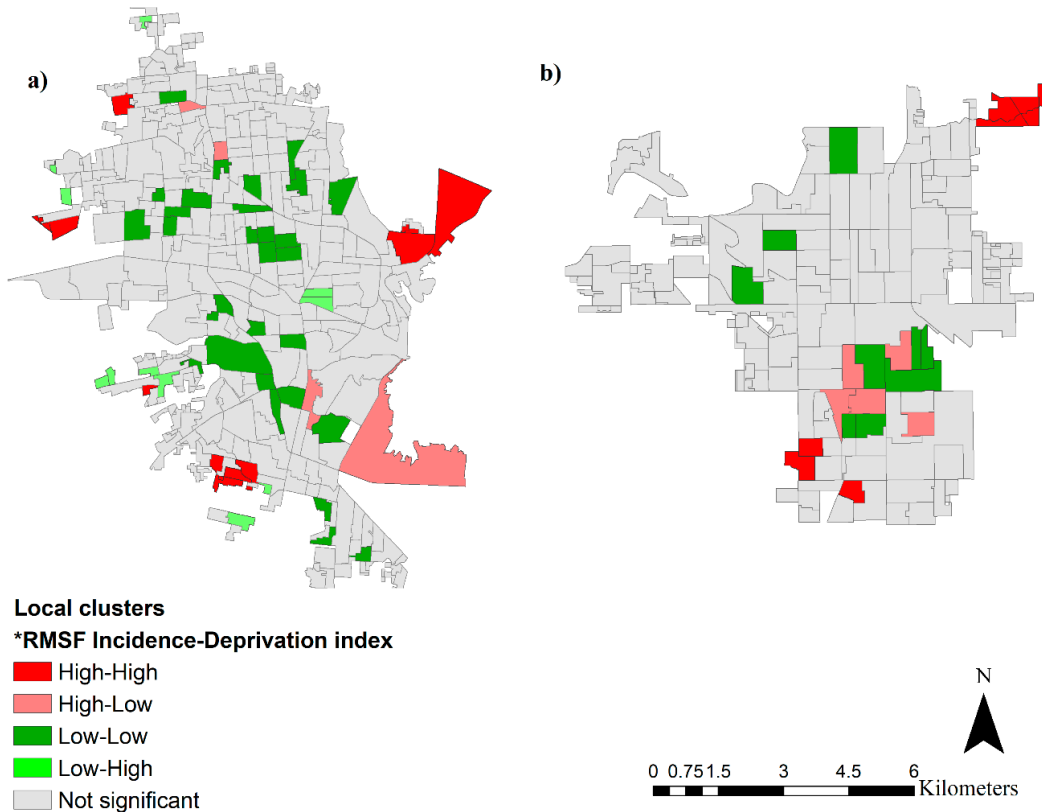 a)
b)
Local clusters
*RMSF Incidence-Deprivation index
High-High
High-Low
Low-Low
Low-High
Not significant
N
0 0.75 1.5 3 4.5 6
Kilometers